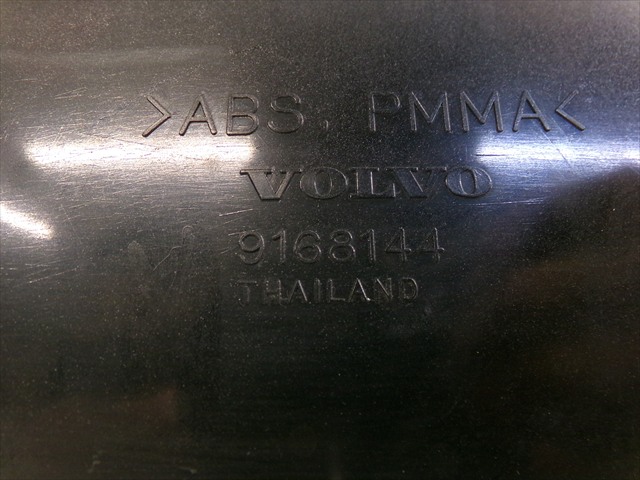 >ABS, PMMA<
VOLVO
9168144
THAILAND